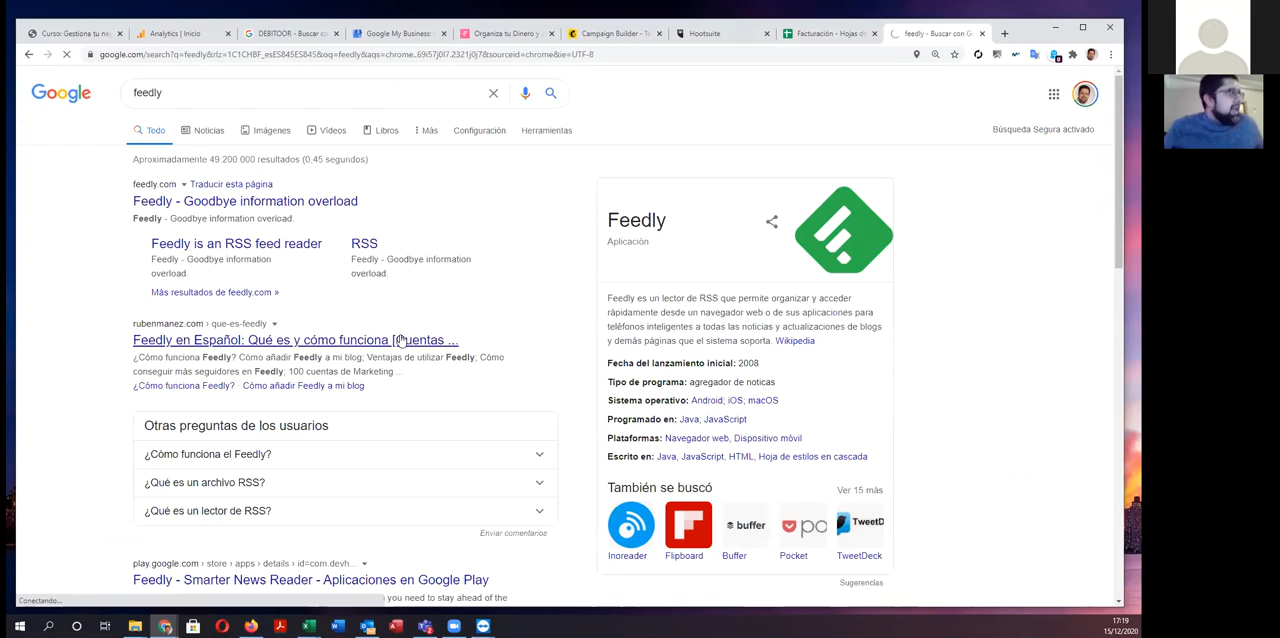 Curso: Gestiona tu ne
Analytics | Inicio
DEBITOOR - Buscar co
Google My Business:
Organiza tu Dinero y
Campaign Builder - Te
Hootsuite
Facturación - Hojas d
feedly - Buscar con G
google.com/search?q=feedly&rlz=1C1CHBF_esES845ES845&oq=feedly&aqs=chrome..69i57j0l7.2321j0j7&sourceid=chrome&ie=UTF-8
Google
feedly
Todo
Noticias
Imágenes
Vídeos
Libros
Más
Configuración
Herramientas
Búsqueda Segura activado
Aproximadamente 49.200.000 resultados (0,45 segundos)
feedly.com
Traducir esta página
Feedly - Goodbye information overload
Feedly - Goodbye information overload.
Feedly is an RSS feed reader
Feedly - Goodbye information
overload.
RSS
Feedly - Goodbye information
overload.
Más resultados de feedly.com »
rubenmanez.com › que-es-feedly
Feedly en Español: Qué es y cómo funciona [Cuentas ...
¿Cómo funciona Feedly? Cómo añadir Feedly a mi blog; Ventajas de utilizar Feedly; Cómo
conseguir más seguidores en Feedly; 100 cuentas de Marketing ...
¿Cómo funciona Feedly? · Cómo añadir Feedly a mi blog
Otras preguntas de los usuarios
¿Cómo funciona el Feedly?
¿Qué es un archivo RSS?
¿Qué es un lector de RSS?
Enviar comentarios
play.google.com › store › apps › details › id=com.devh...
Feedly - Smarter News Reader - Aplicaciones en Google Play
you need to stay ahead of the
Conectando...
Feedly
Aplicación
Feedly es un lector de RSS que permite organizar y acceder
rápidamente desde un navegador web o de sus aplicaciones para
teléfonos inteligentes a todas las noticias y actualizaciones de blogs
y demás páginas que el sistema soporta. Wikipedia
Fecha del lanzamiento inicial: 2008
Tipo de programa: agregador de noticas
Sistema operativo: Android; iOS; macOS
Programado en: Java; JavaScript
Plataformas: Navegador web, Dispositivo móvil
Escrito en: Java, JavaScript, HTML, Hoja de estilos en cascada
También se buscó
Ver 15 más
buffer
po
TweetD
Inoreader
Flipboard
Buffer
Pocket
TweetDeck
Sugerencias
17:19
15/12/2020